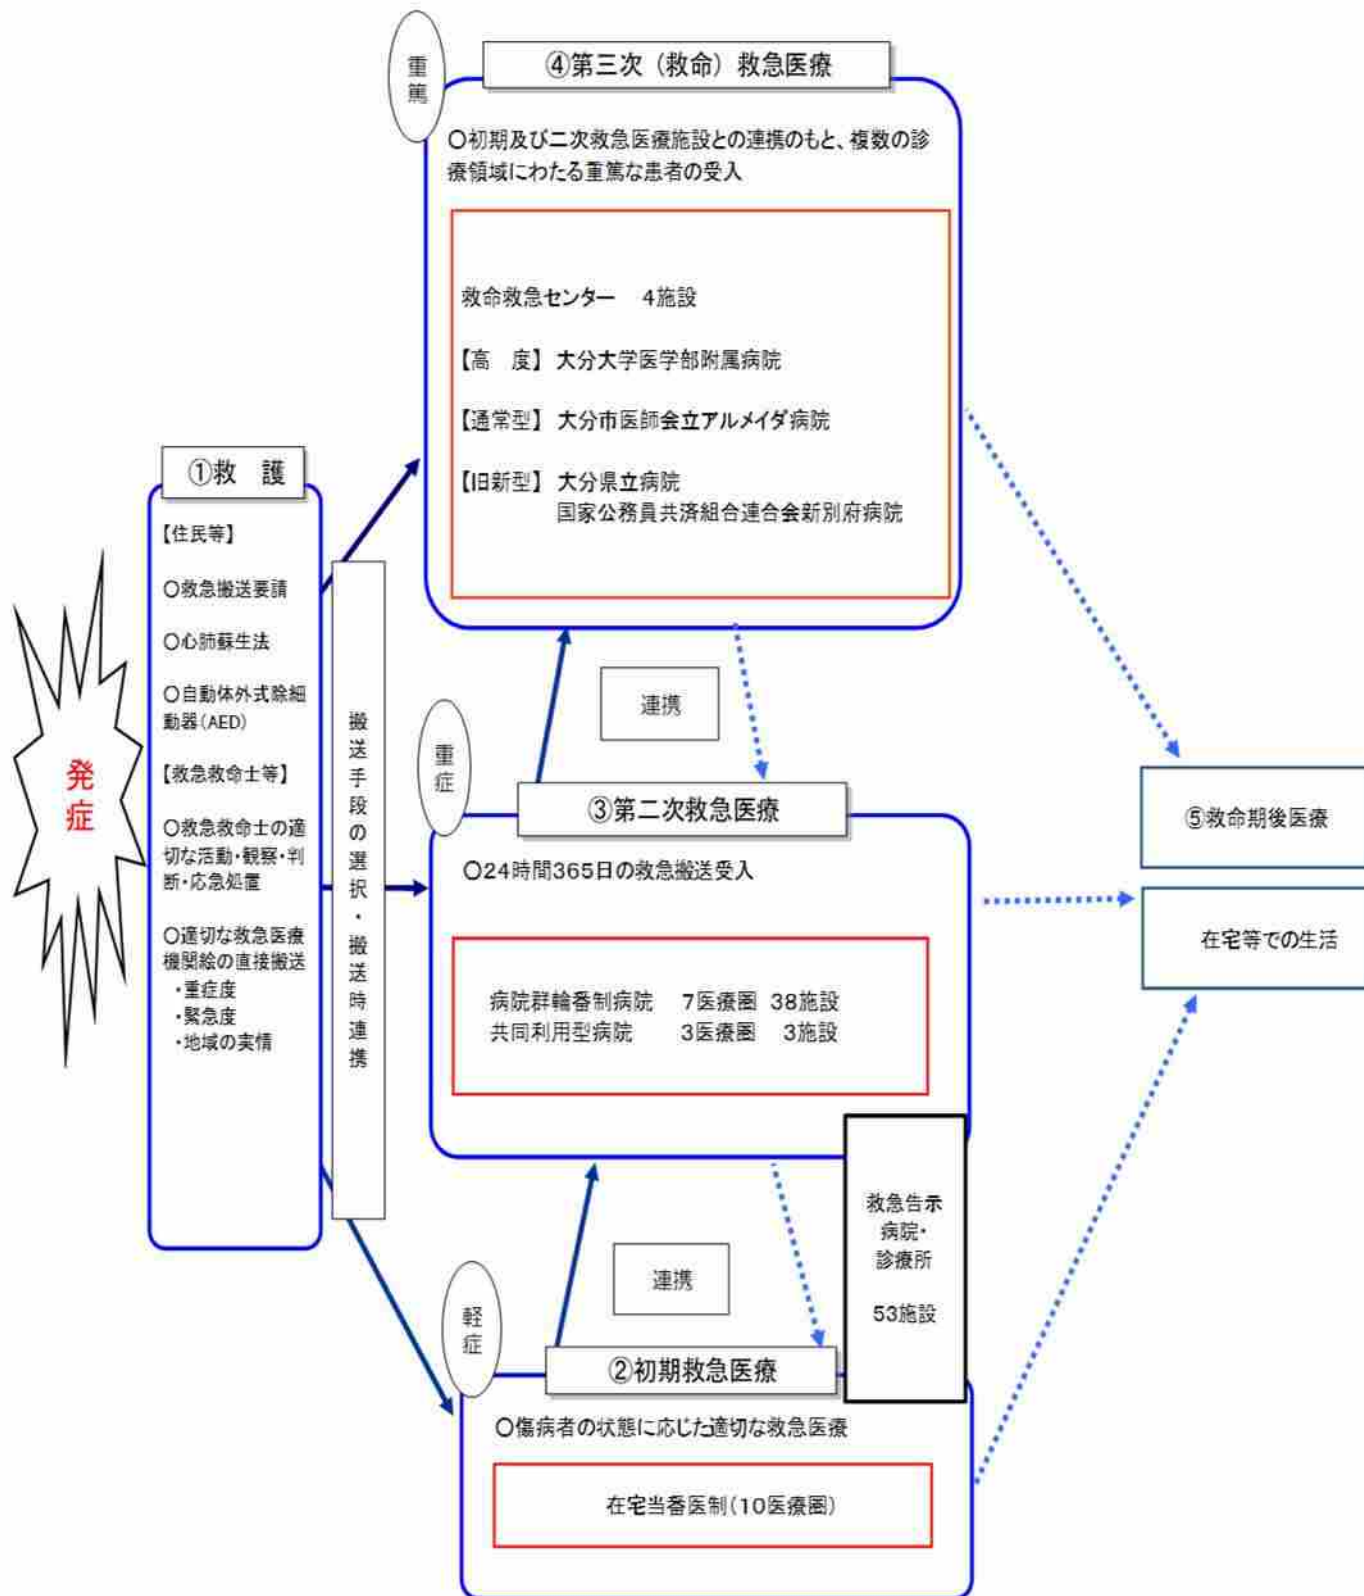 発症
①救　護
【住民等】
〇救急搬送要請
〇心肺蘇生法
〇自動体外式除細
動器(AED)
【救急救命士等】
〇救急救命士の適
切な活動・観察・判
断・応急処置
〇適切な救急医療
機関絵の直接搬送
・重症度
・緊急度
・地域の実情
搬送手段の選択・搬送時連携
重篤
④第三次（救命）救急医療
〇初期及び二次救急医療施設との連携のもと、複数の診
療領域にわたる重篤な患者の受入
救命救急センター　4施設
【高　度】 大分大学医学部附属病院
【通常型】 大分市医師会立アルメイダ病院
【旧新型】 大分県立病院
国家公務員共済組合連合会新別府病院
連携
重症
③第二次救急医療
〇24時間365日の救急搬送受入
病院群輪番制病院　7医療圏　38施設
共同利用型病院　3医療圏　3施設
救急告示
病院・
診療所
53施設
連携
軽症
②初期救急医療
〇傷病者の状態に応じた適切な救急医療
在宅当番医制(10医療圏)
⑤救命期後医療
在宅等での生活